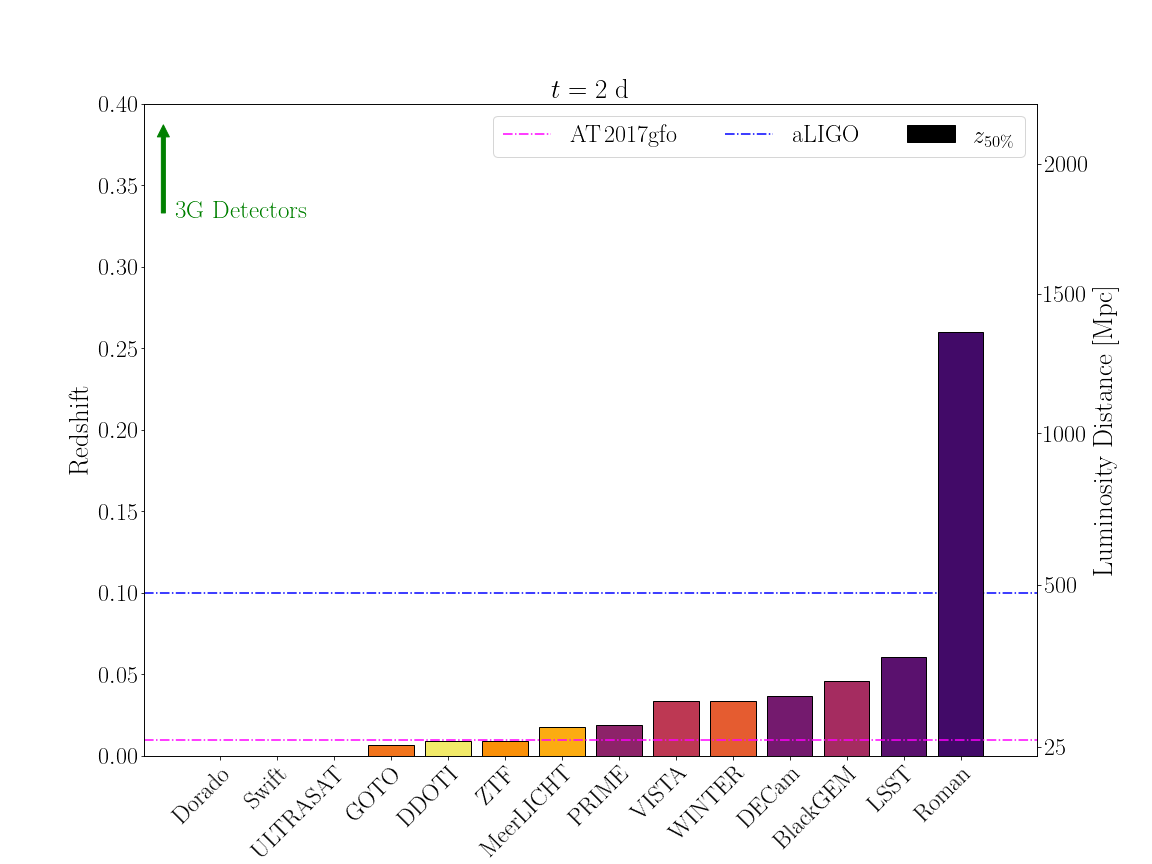 t = 2 d
AT 2017gfo
aLIGO
z50%
3G Detectors
Redshift
0.40
0.35
0.30
0.25
0.20
0.15
0.10
0.05
0.00
2000
1500
1000
500
25
Luminosity Distance [Mpc]
Dorado
Swift
ULTRASAT
GOTO
DDOTI
ZTF
MeerLICHT
PRIME
VISTA
WINTER
DECam
BlackGEM
LSST
Roman